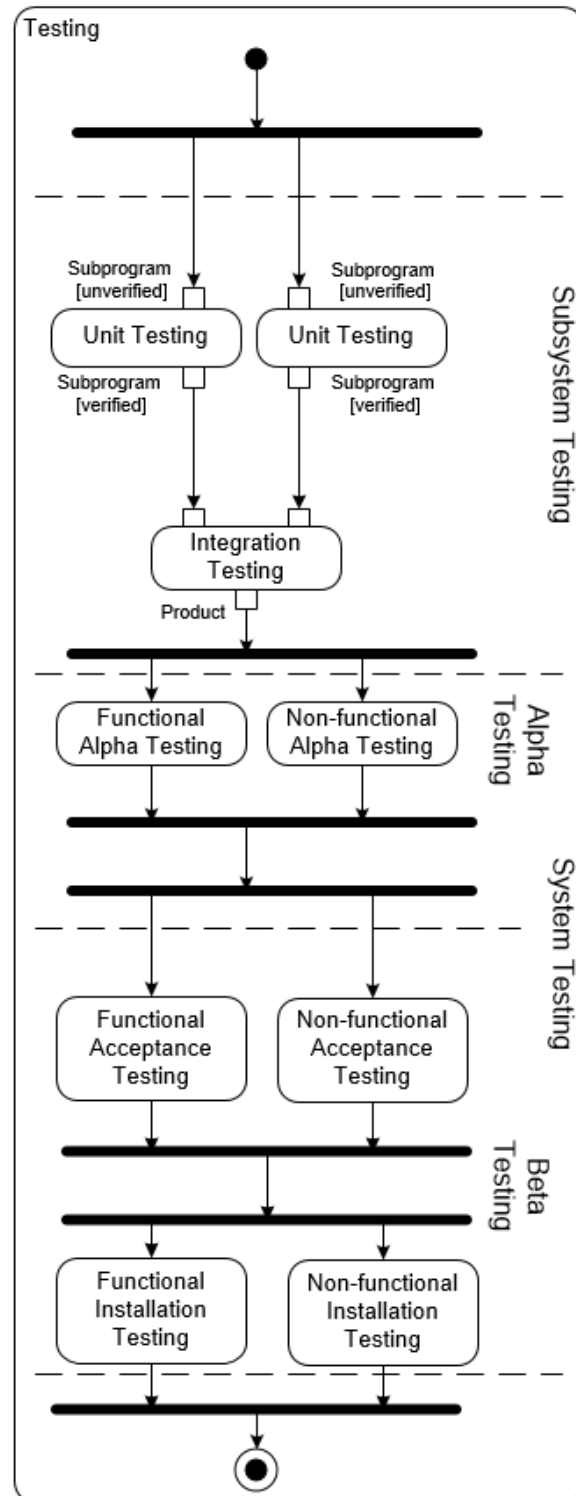 Testing
Subprogram
[unverified]
Subprogram
[unverified]
Unit Testing
Unit Testing
Subprogram
[verified]
Subprogram
[verified]
Subsystem Testing
Integration
Testing
Product
Functional
Alpha Testing
Non-functional
Alpha Testing
Alpha
Testing
System Testing
Functional
Acceptance
Testing
Non-functional
Acceptance
Testing
Beta
Testing
Functional
Installation
Testing
Non-functional
Installation
Testing